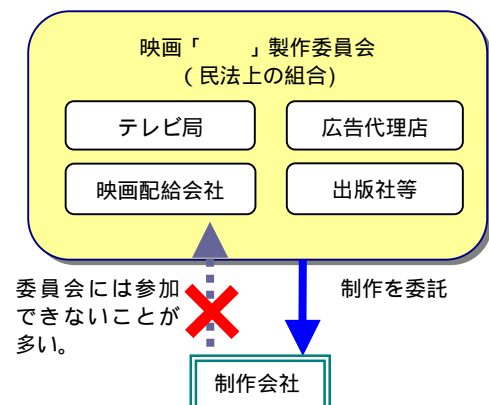 映画「　　」製作委員会
(民法上の組合)
テレビ局
広告代理店
映画配給会社
出版社等
委員会には参加
できないことが
多い。
制作を委託
制作会社